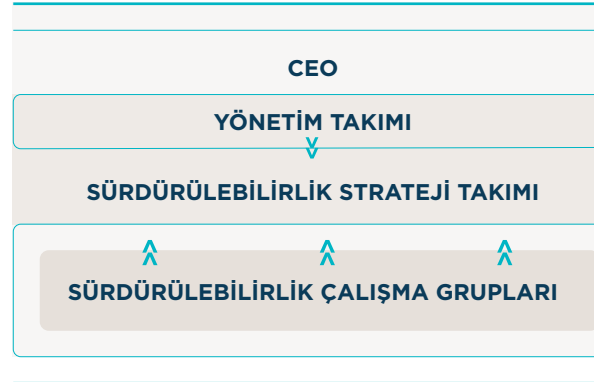 CEO
YÖNETİM TAKIMI
SÜRDÜRÜLEBİLİRLİK STRATEJİ TAKIMI
SÜRDÜRÜLEBİLİRLİK ÇALIŞMA GRUPLARI